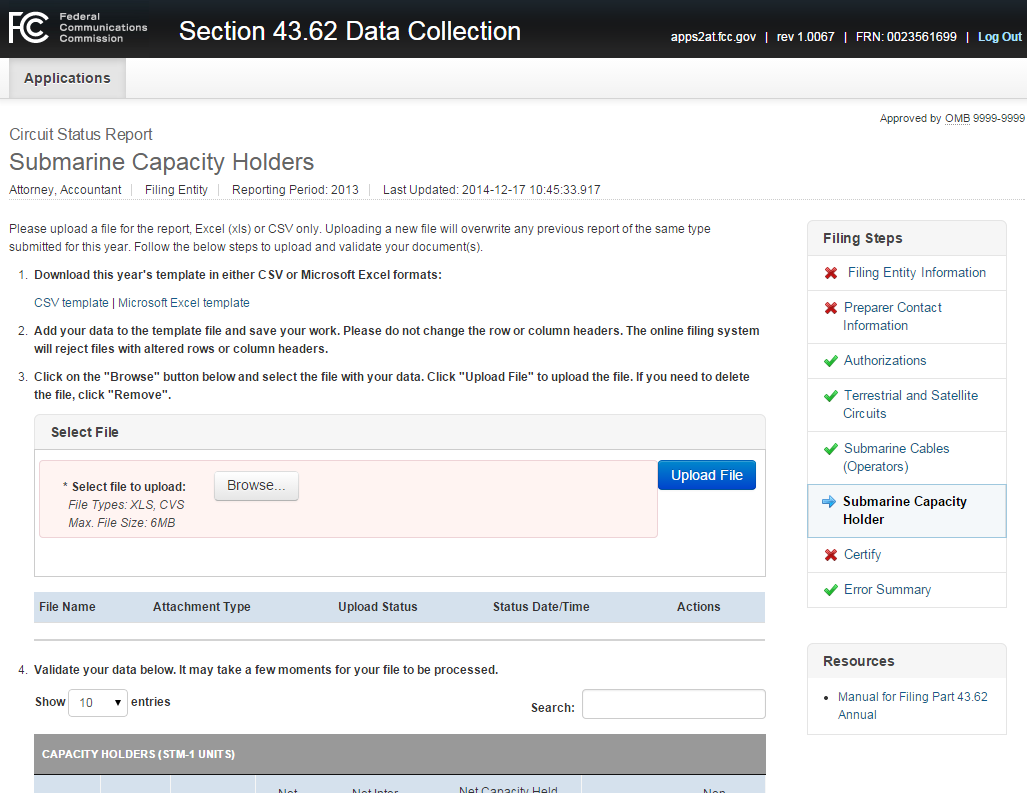 FCC
Federal
Communications
Commission
Section 43.62 Data Collection
apps2at.fcc.gov | rev 1.0067 | FRN: 0023561699 | Log Out
Applications
Approved by OMB 9999-9999
Circuit Status Report
Submarine Capacity Holders
Attorney, Accountant | Filing Entity | Reporting Period: 2013 | Last Updated: 2014-12-17 10:45:33.917
Please upload a file for the report, Excel (xls) or CSV only. Uploading a new file will overwrite any previous report of the same type
submitted for this year. Follow the below steps to upload and validate your document(s).
1. Download this year's template in either CSV or Microsoft Excel formats:
CSV template | Microsoft Excel template
2. Add your data to the template file and save your work. Please do not change the row or column headers. The online filing system
will reject files with altered rows or column headers.
3. Click on the "Browse" button below and select the file with your data. Click "Upload File" to upload the file. If you need to delete
the file, click "Remove".
Select File
* Select file to upload:
File Types: XLS, CVS
Max. File Size: 6MB
Browse...
Upload File
File Name Attachment Type Upload Status Status Date/Time Actions
4. Validate your data below. It may take a few moments for your file to be processed.
Show 10 entries
Search:
CAPACITY HOLDERS (STM-1 UNITS)
Net Net Inter Net Capacity Held Non
Filing Steps
Filing Entity Information
Preparer Contact
Information
Authorizations
Terrestrial and Satellite
Circuits
Submarine Cables
(Operators)
Submarine Capacity
Holder
Certify
Error Summary
Resources
• Manual for Filing Part 43.62
Annual